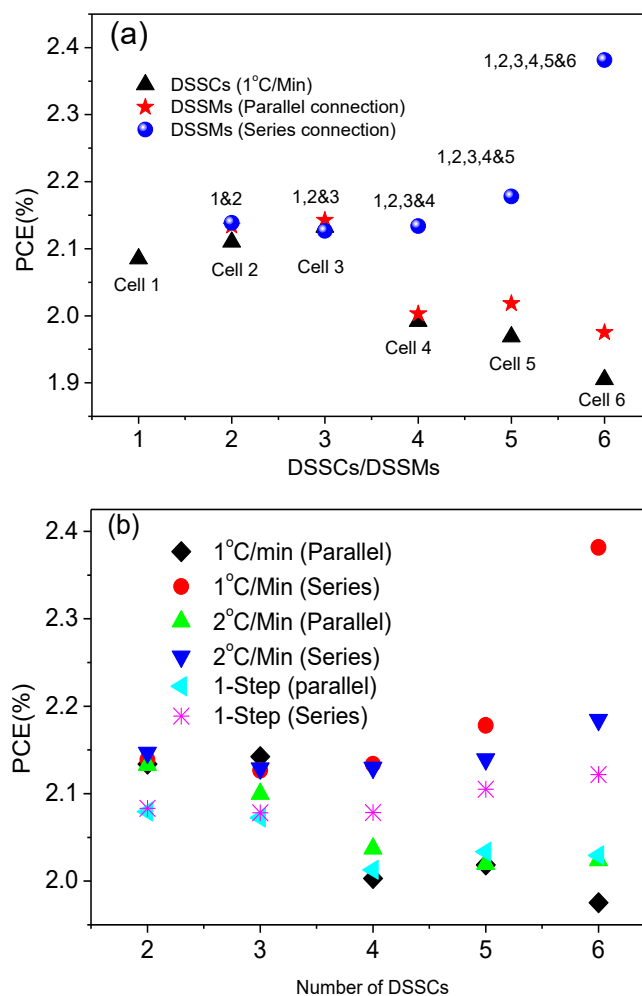 (a)
2.4
2.3
2.2
2.1
2.0
1.9
PCE(%)
DSSCs (1°C/Min)
DSSMs (Parallel connection)
DSSMs (Series connection)
1,2,3,4,5&6
1,2,3,4&5
1&2
1,2&3
1,2,3&4
Cell 1
Cell 2
Cell 3
Cell 4
Cell 5
Cell 6
1 2 3 4 5 6
DSSCs/DSSMs
(b)
2.4
2.3
2.2
2.1
2.0
PCE(%)
1°C/min (Parallel)
1°C/Min (Series)
2°C/Min (Parallel)
2°C/Min (Series)
1-Step (parallel)
1-Step (Series)
2 3 4 5 6
Number of DSSCs